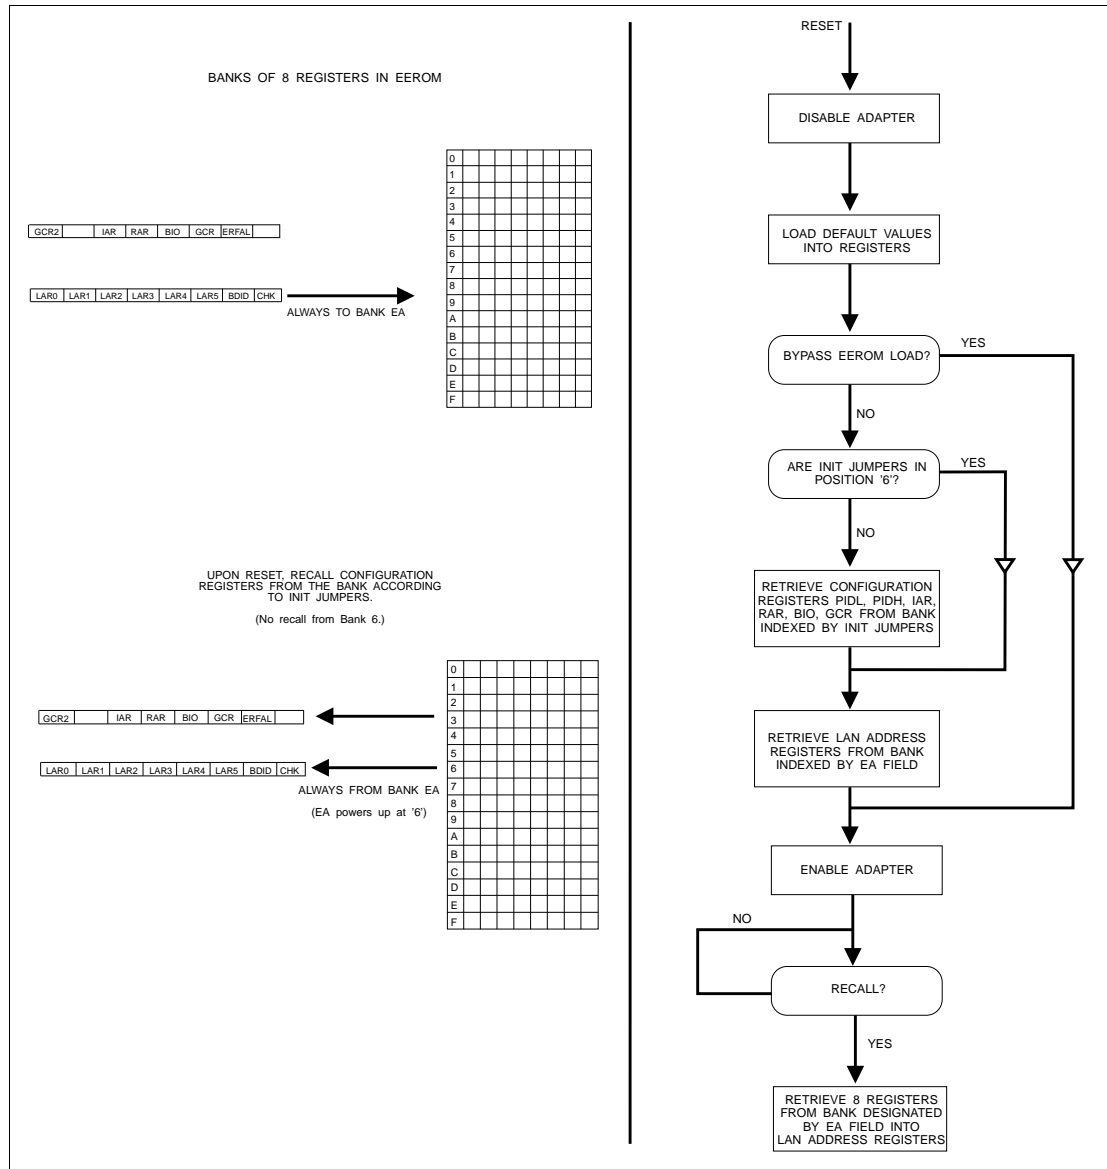 BANKS OF 8 REGISTERS IN EEROM
0
1
2
3
4
5
6
7
8
9
A
B
C
D
E
F
GCR2 IAR RAR BIO GCR ERFAL
LAR0 LAR1 LAR2 LAR3 LAR4 LAR5 BDID CHK
ALWAYS TO BANK EA
UPON RESET, RECALL CONFIGURATION
REGISTERS FROM THE BANK ACCORDING
TO INIT JUMPERS.
(No recall from Bank 6.)
0
1
2
3
4
5
6
7
8
9
A
B
C
D
E
F
GCR2 IAR RAR BIO GCR ERFAL
LAR0 LAR1 LAR2 LAR3 LAR4 LAR5 BDID CHK
ALWAYS FROM BANK EA
(EA powers up at '6')
RESET
DISABLE ADAPTER
LOAD DEFAULT VALUES
INTO REGISTERS
BYPASS EEROM LOAD?
YES
NO
ARE INIT JUMPERS IN
POSITION '6'?
YES
NO
RETRIEVE CONFIGURATION
REGISTERS PIDL, PIDH, IAR,
RAR, BIO, GCR FROM BANK
INDEXED BY INIT JUMPERS
RETRIEVE LAN ADDRESS
REGISTERS FROM BANK
INDEXED BY EA FIELD
ENABLE ADAPTER
NO
RECALL?
YES
RETRIEVE 8 REGISTERS
FROM BANK DESIGNATED
BY EA FIELD INTO
LAN ADDRESS REGISTERS